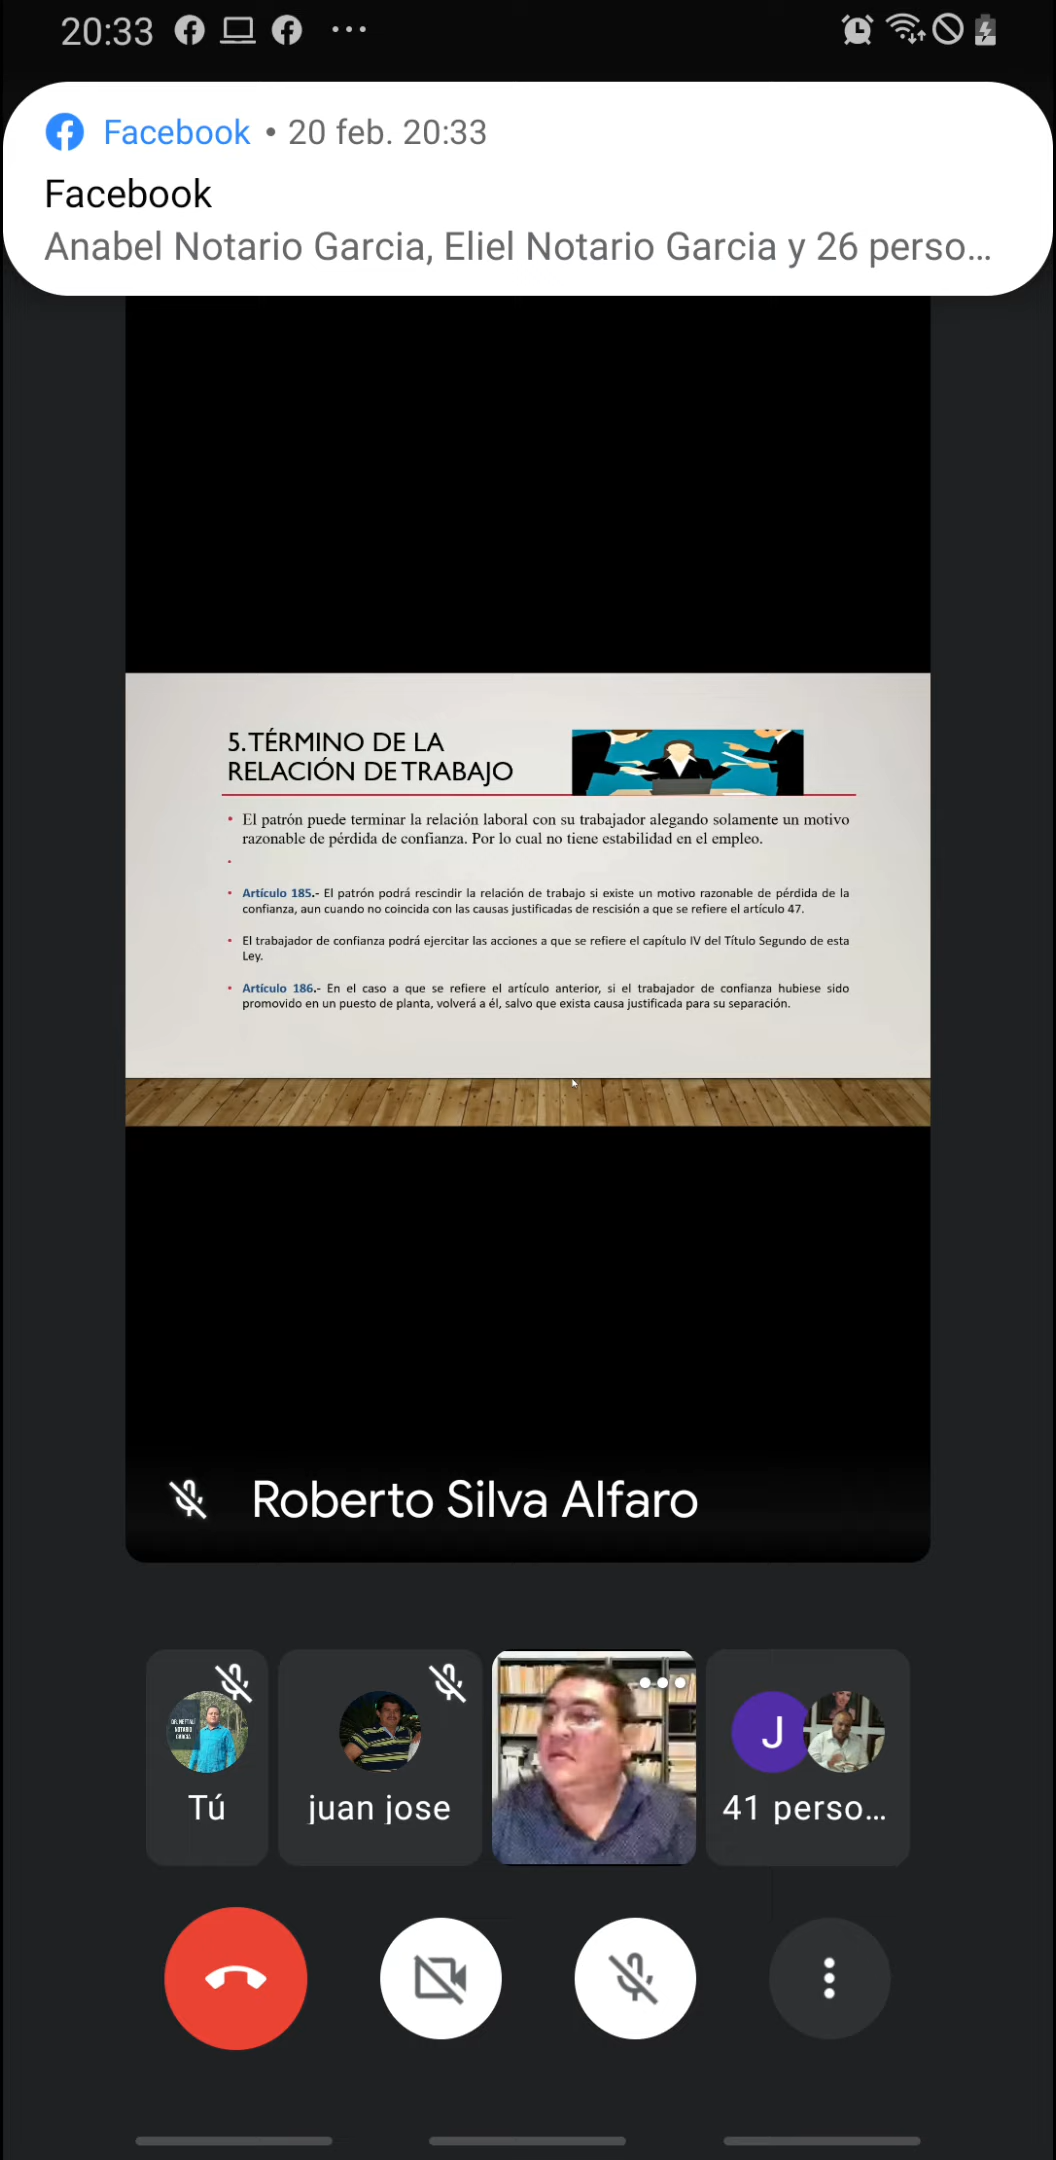 20:33
Facebook • 20 feb. 20:33
Facebook
Anabel Notario Garcia, Eliel Notario Garcia y 26 perso...
5. TÉRMINO DE LA
RELACIÓN DE TRABAJO
• El patrón puede terminar la relación laboral con su trabajador alegando solamente un motivo
razonable de pérdida de confianza. Por lo cual no tiene estabilidad en el empleo.
•
• Artículo 185.- El patrón podrá rescindir la relación de trabajo si existe un motivo razonable de pérdida de la
confianza, aun cuando no coincida con las causas justificadas de rescisión a que se refiere el artículo 47.
• El trabajador de confianza podrá ejercitar las acciones a que se refiere el capítulo IV del Título Segundo de esta
Ley.
• Artículo 186.- En el caso a que se refiere el artículo anterior, si el trabajador de confianza hubiese sido
promovido en un puesto de planta, volverá a él, salvo que exista causa justificada para su separación.
Roberto Silva Alfaro
NOTARIO
GARCIA
J
Tú
juan jose
41 perso...